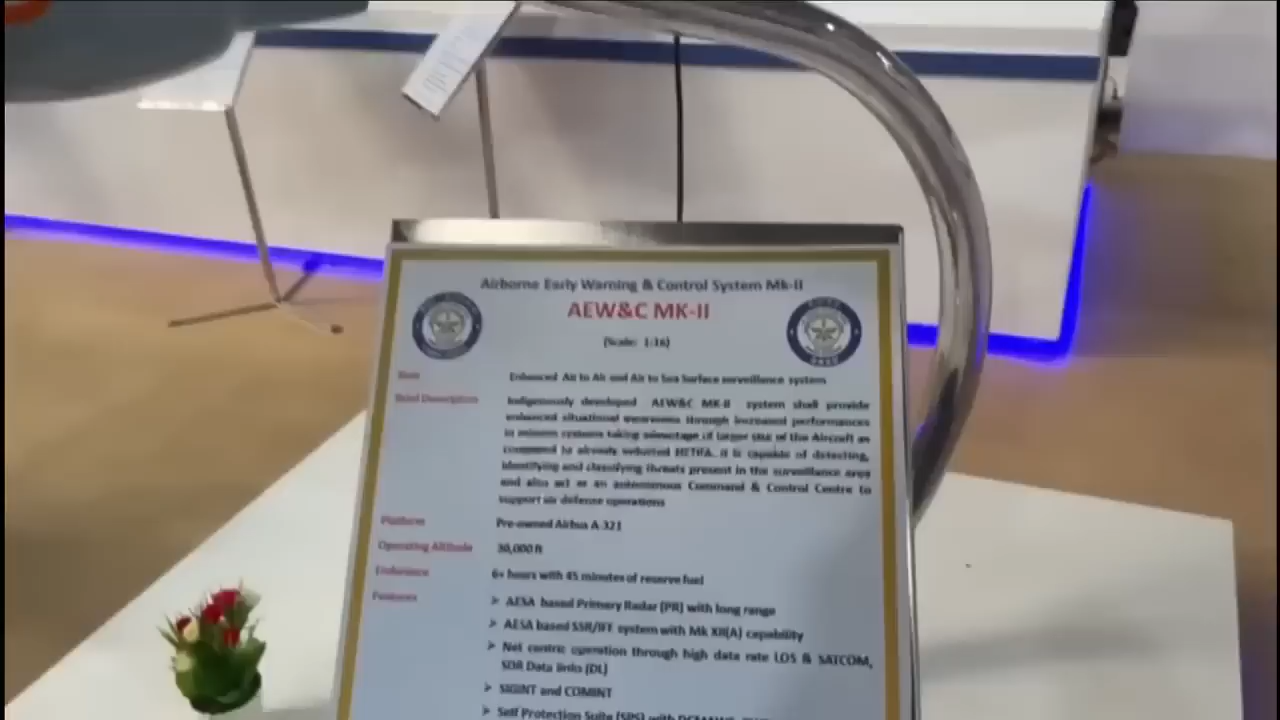 Airborne Early Warning & Control System Mk-II
AEW&C MK-II
(Scale: 1:16)
Role Enhanced Air to Air and Air to Sea Surface surveillance system
Brief Description Indigenously developed AEW&C MK-II system shall provide
enhanced situational awareness through increased performances
in mission systems taking advantage of larger size of the Aircraft as
compared to already inducted NETRA. It is capable of detecting,
identifying and classifying threats present in the surveillance area
and also act as an autonomous Command & Control Centre to
support air defense operations
Platform Pre-owned Airbus A-321
Operating Altitude 30,000 ft
Endurance 6+ hours with 45 minutes of reserve fuel
Features ➢ AESA based Primary Radar (PR) with long range
➢ AESA based SSR/IFF system with Mk XII(A) capability
➢ Net centric operation through high data rate LOS & SATCOM,
SDR Data links (DL)
➢ SIGINT and COMINT
➢ Self Protection Suite (SPS) with